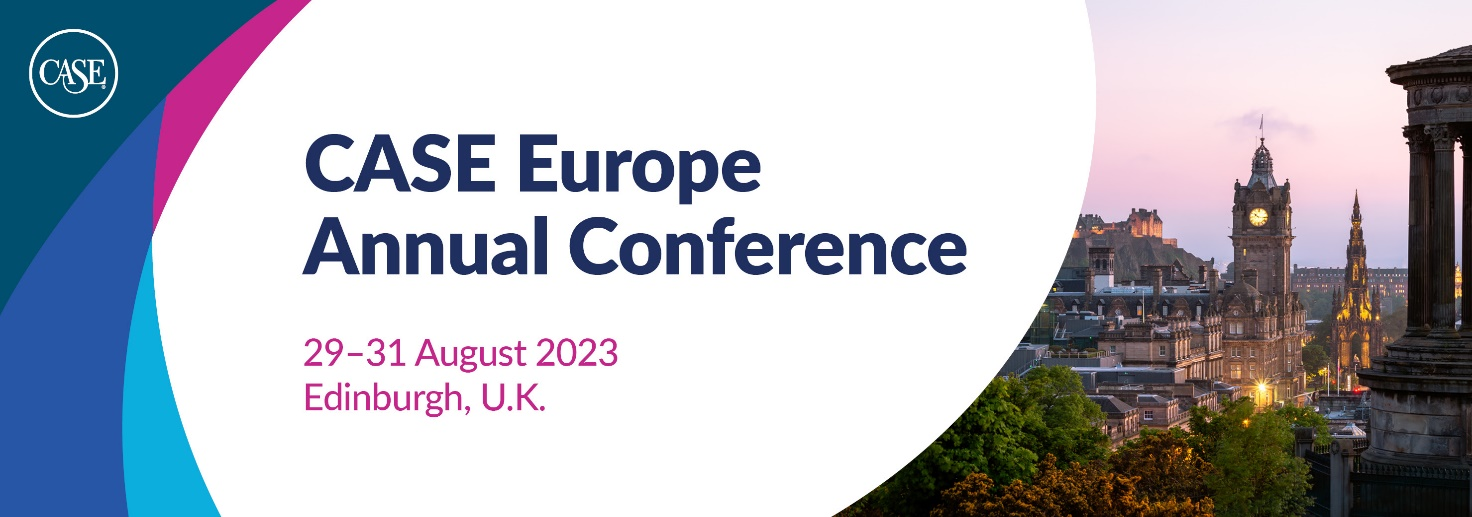 CASE
CASE Europe
Annual Conference
29–31 August 2023
Edinburgh, U.K.